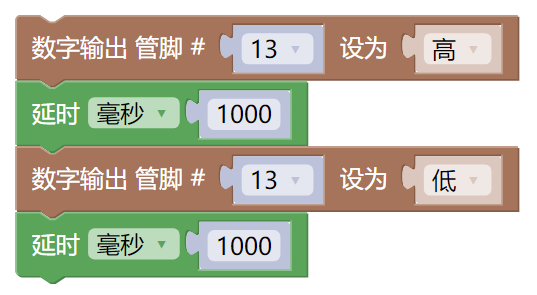 数字输出 管脚 # 13 设为 高
延时 毫秒 1000
数字输出 管脚 # 13 设为 低
延时 毫秒 1000